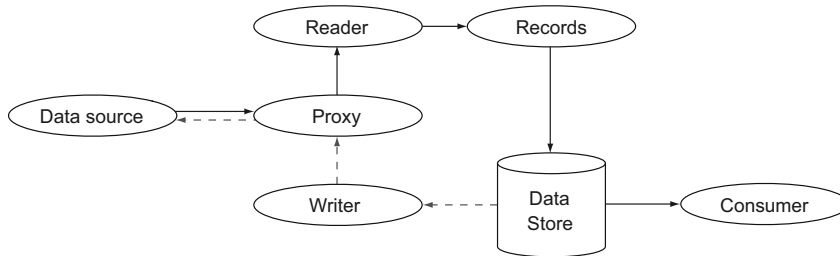 Reader
Records
Data source
Proxy
Writer
Data
Store
Consumer